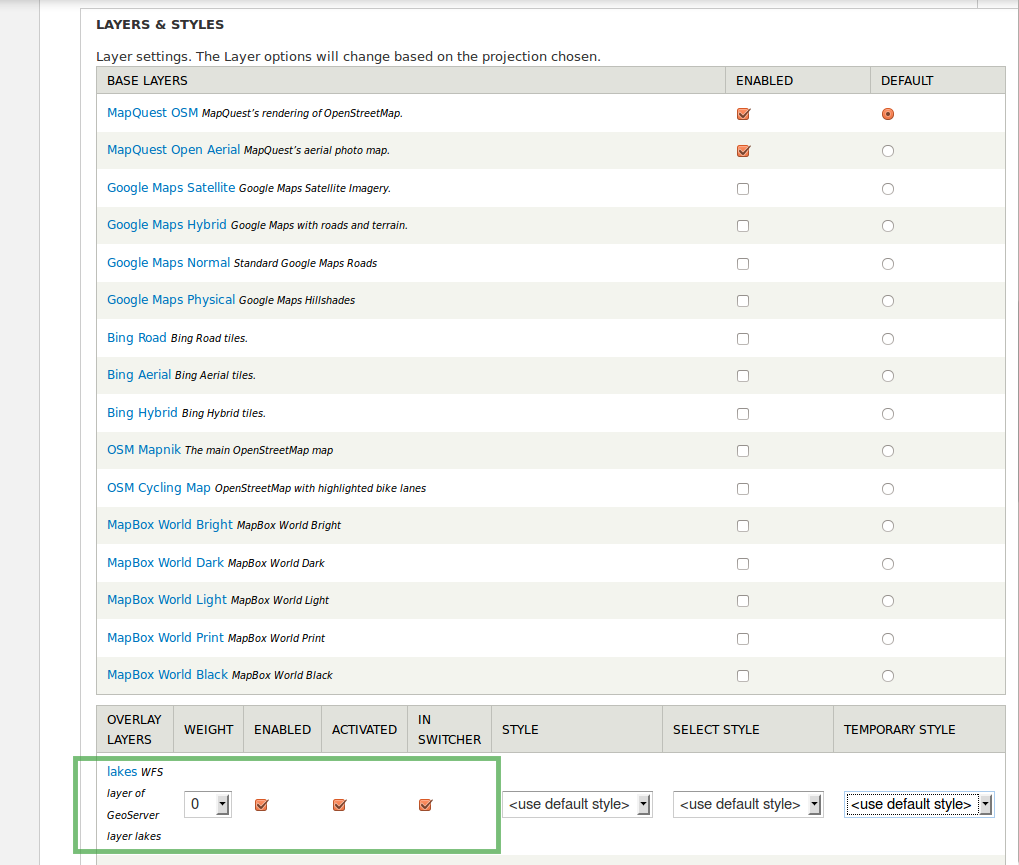 LAYERS & STYLES
Layer settings. The Layer options will change based on the projection chosen.
BASE LAYERS ENABLED DEFAULT
MapQuest OSM MapQuest's rendering of OpenStreetMap.
MapQuest Open Aerial MapQuest's aerial photo map.
Google Maps Satellite Google Maps Satellite Imagery.
Google Maps Hybrid Google Maps with roads and terrain.
Google Maps Normal Standard Google Maps Roads
Google Maps Physical Google Maps Hillshades
Bing Road Bing Road tiles.
Bing Aerial Bing Aerial tiles.
Bing Hybrid Bing Hybrid tiles.
OSM Mapnik The main OpenStreetMap map
OSM Cycling Map OpenStreetMap with highlighted bike lanes
MapBox World Bright MapBox World Bright
MapBox World Dark MapBox World Dark
MapBox World Light MapBox World Light
MapBox World Print MapBox World Print
MapBox World Black MapBox World Black
OVERLAY
LAYERS
WEIGHT
ENABLED
ACTIVATED
IN
SWITCHER
STYLE
SELECT STYLE
TEMPORARY STYLE
lakes WFS
layer of
GeoServer
layer lakes
0
<use default style>
<use default style>
<use default style>